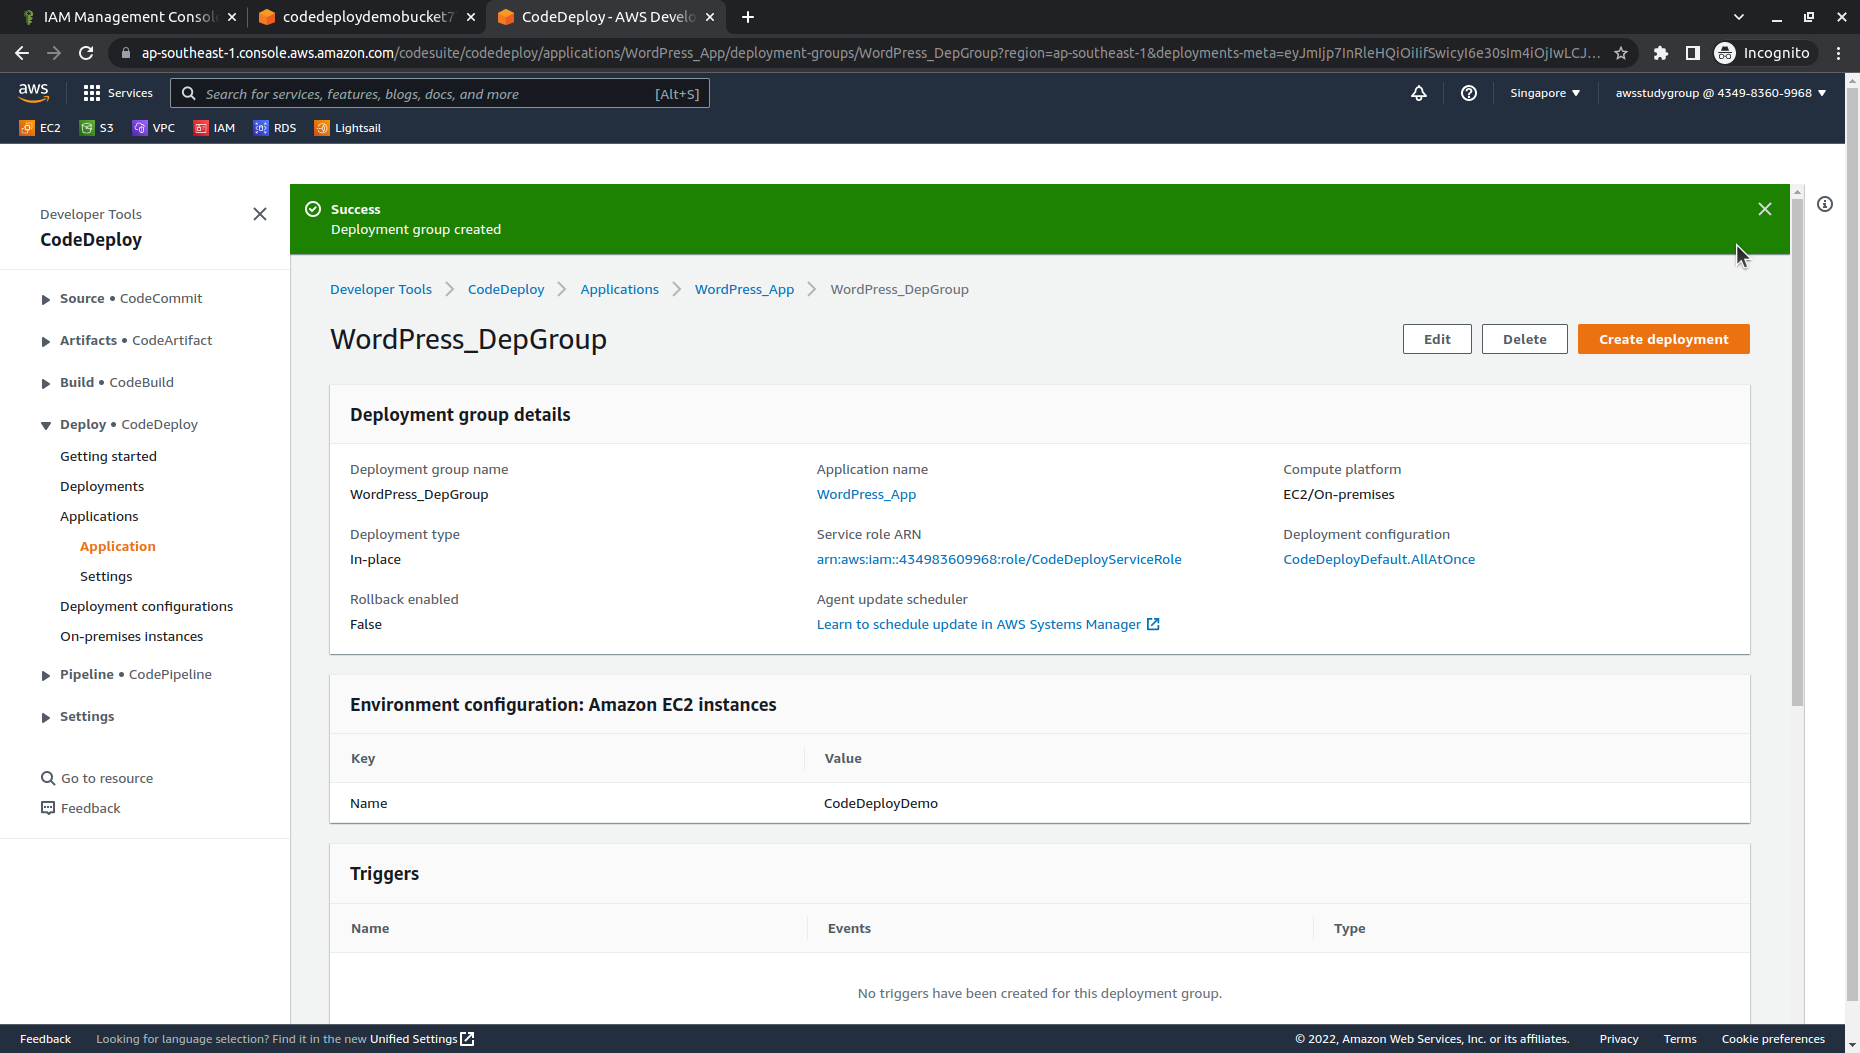 IAM Management Consol
codedeploydemobucket7
CodeDeploy - AWS Develo
ap-southeast-1.console.aws.amazon.com/codesuite/codedeploy/applications/WordPress_App/deployment-groups/WordPress_DepGroup?region=ap-southeast-1&deployments-meta=eyJmIjp7InRleHQiOiIifSwicyI6e30sIm4iOjIwLCJ...
Incognito
aws
Services
Search for services, features, blogs, docs, and more
[Alt+S]
Singapore
awsstudygroup @ 4349-8360-9968
EC2
S3
VPC
IAM
RDS
Lightsail
Developer Tools
CodeDeploy
Source • CodeCommit
Artifacts • CodeArtifact
Build • CodeBuild
Deploy • CodeDeploy
Getting started
Deployments
Applications
Application
Settings
Deployment configurations
On-premises instances
Pipeline • CodePipeline
Settings
Go to resource
Feedback
Success
Deployment group created
Developer Tools
CodeDeploy
Applications
WordPress_App
WordPress_DepGroup
WordPress_DepGroup
Edit
Delete
Create deployment
Deployment group details
Deployment group name
WordPress_DepGroup
Application name
WordPress_App
Compute platform
EC2/On-premises
Deployment type
In-place
Service role ARN
arn:aws:iam::434983609968:role/CodeDeployServiceRole
Deployment configuration
CodeDeployDefault.AllAtOnce
Rollback enabled
False
Agent update scheduler
Learn to schedule update in AWS Systems Manager
Environment configuration: Amazon EC2 instances
Key
Value
Name
CodeDeployDemo
Triggers
Name
Events
Type
No triggers have been created for this deployment group.
Feedback
Looking for language selection? Find it in the new Unified Settings
© 2022, Amazon Web Services, Inc. or its affiliates.
Privacy
Terms
Cookie preferences